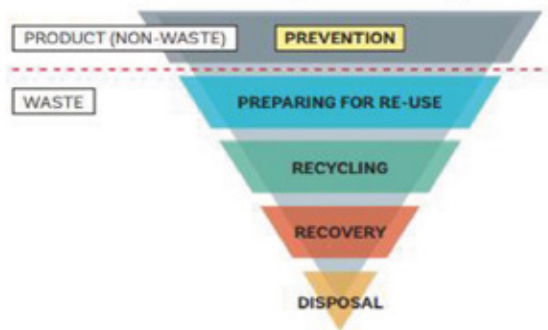 PRODUCT (NON-WASTE) PREVENTION
WASTE PREPARING FOR RE-USE
RECYCLING
RECOVERY
DISPOSAL